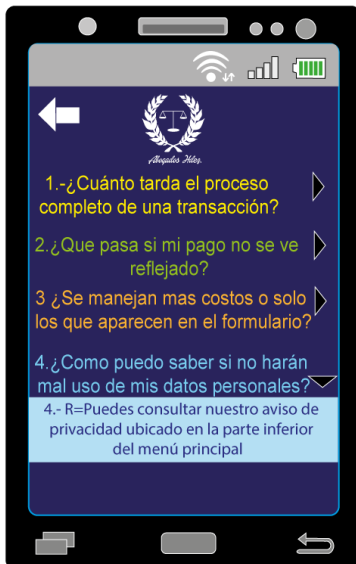 Abogados Hdez.
1.-¿Cuánto tarda el proceso
completo de una transacción?
2.¿Que pasa si mi pago no se ve
reflejado?
3 ¿Se manejan mas costos o solo
los que aparecen en el formulario?
4.¿Como puedo saber si no harán
mal uso de mis datos personales?
4.- R=Puedes consultar nuestro aviso de
privacidad ubicado en la parte inferior
del menú principal